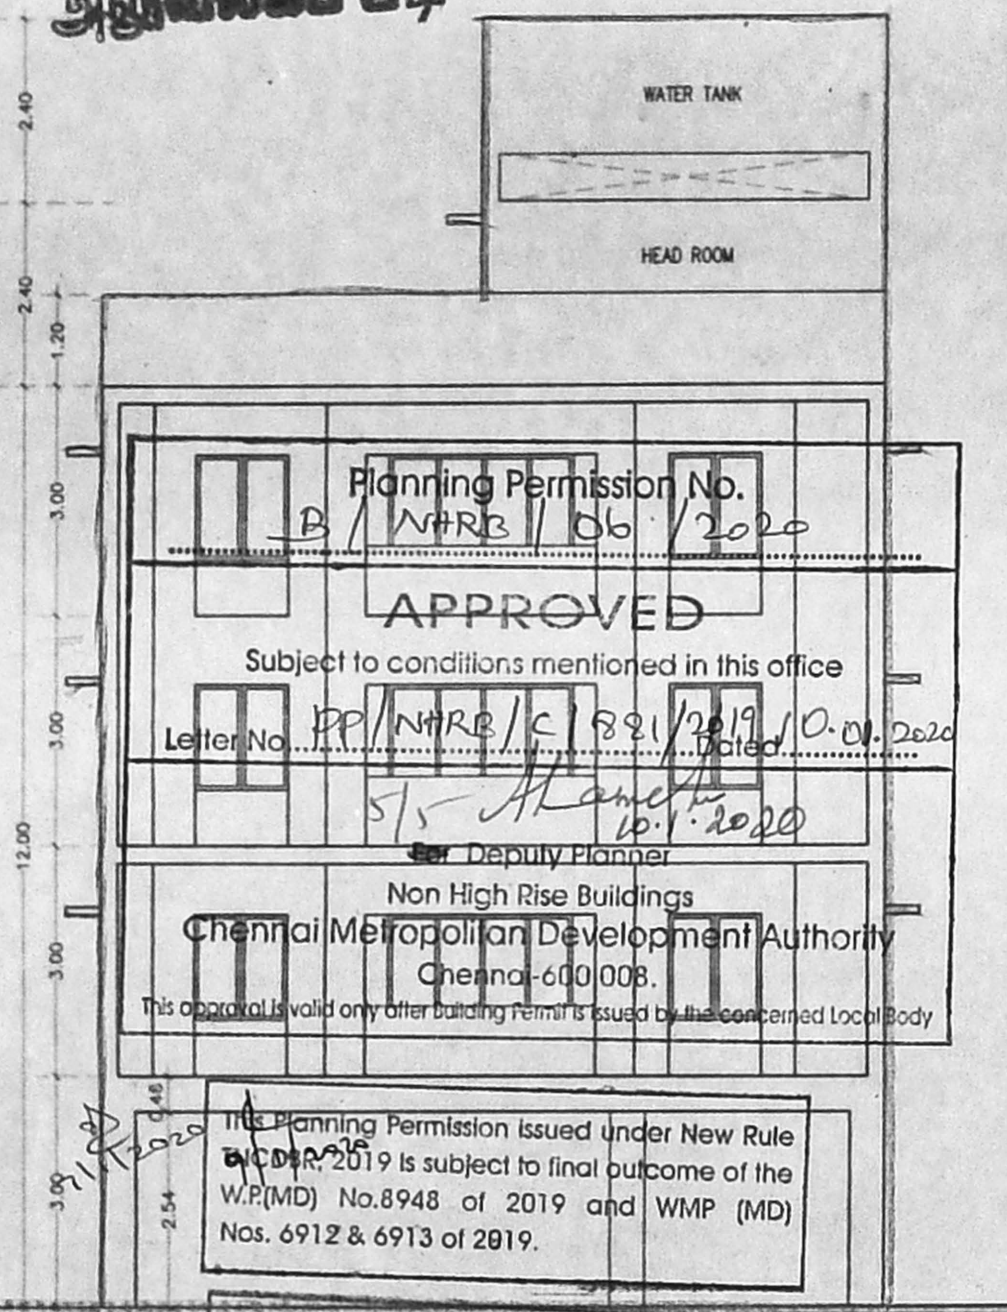 WATER TANK
HEAD ROOM
2.40
2.40
1.20
3.00
3.00
12.00
3.00
0.46
3.00
2.54
Planning Permission No.
B / NHRB / 06 / 2020
APPROVED
Subject to conditions mentioned in this office
Letter No. PP/NHRB/C/881/2019 Dated 10.01.2020
5/5
10.1.2020
For Deputy Planner
Non High Rise Buildings
Chennai Metropolitan Development Authority
Chennai-600 008.
This approval is valid only after Building Permit is issued by the concerned Local Body
This Planning Permission issued under New Rule
TNCDBR. 2019 is subject to final outcome of the
W.P.(MD) No.8948 of 2019 and WMP (MD)
Nos. 6912 & 6913 of 2019.